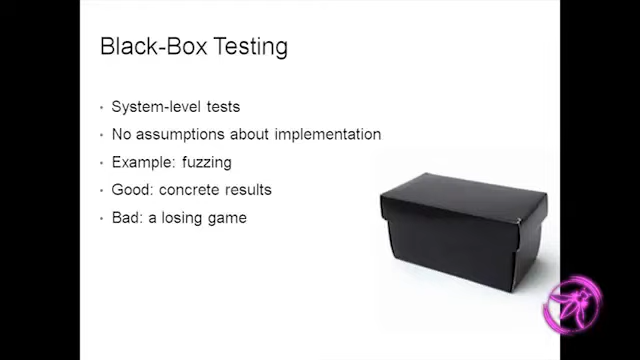 Black-Box Testing
• System-level tests
• No assumptions about implementation
• Example: fuzzing
• Good: concrete results
• Bad: a losing game